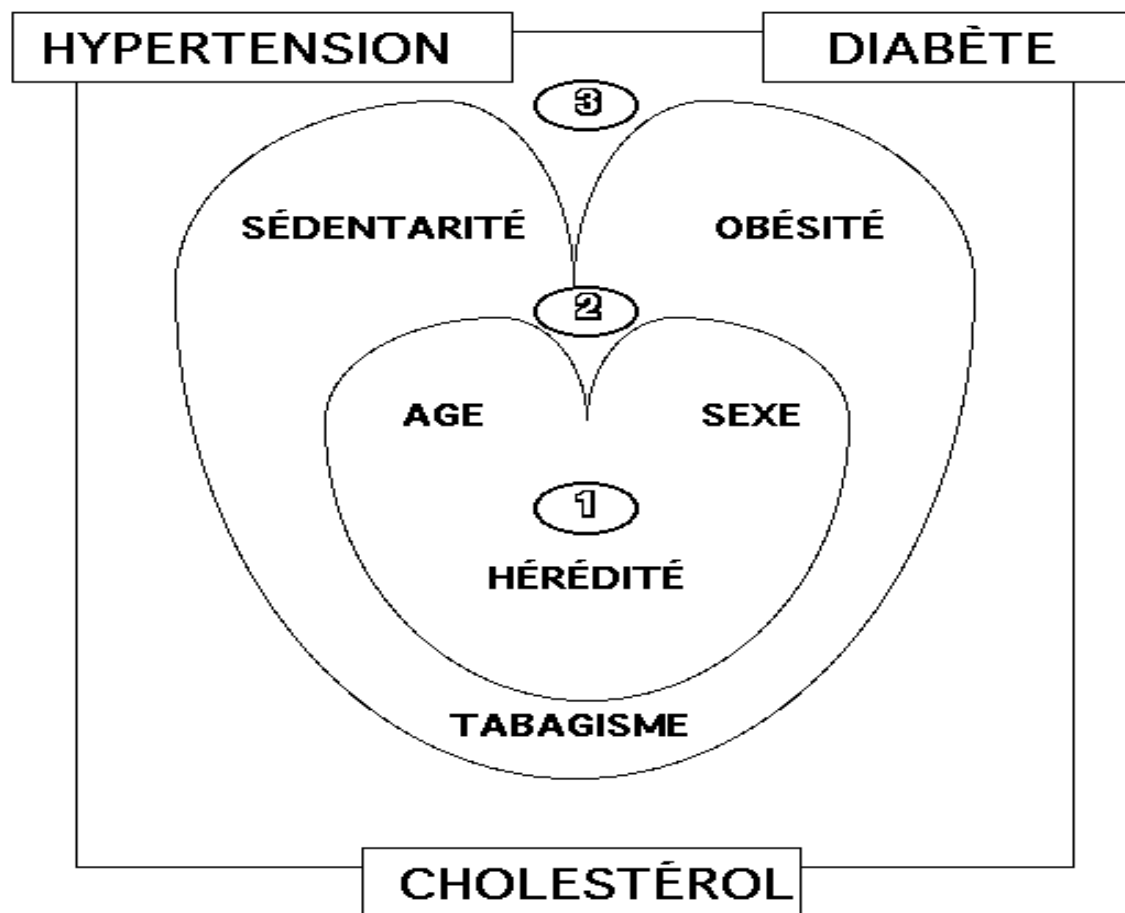 HYPERTENSION
DIABÈTE
3
SÉDENTARITÉ
OBÉSITÉ
2
AGE
SEXE
1
HÉRÉDITÉ
TABAGISME
CHOLESTÉROL